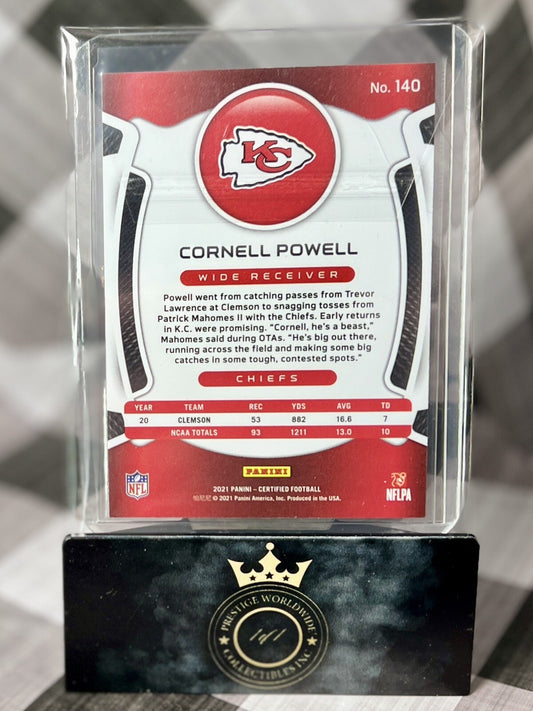 No. 140
KC
CORNELL POWELL
WIDE RECEIVER
Powell went from catching passes from Trevor
Lawrence at Clemson to snagging tosses from
Patrick Mahomes II with the Chiefs. Early returns
in K.C. were promising. “Cornell, he's a beast,”
Mahomes said during OTAs. “He's big out there,
running across the field and making some big
catches in some tough, contested spots.”
CHIEFS
YEAR TEAM REC YDS AVG TD
20 CLEMSON 53 882 16.6 7
NCAA TOTALS 93 1211 13.0 10
PANINI
NFL
NFLPA
2021 PANINI – CERTIFIED FOOTBALL
© 2021 Panini America, Inc. Produced in the USA.
PRESTIGE WORLDWIDE
1/1
COLLECTIBLES INC